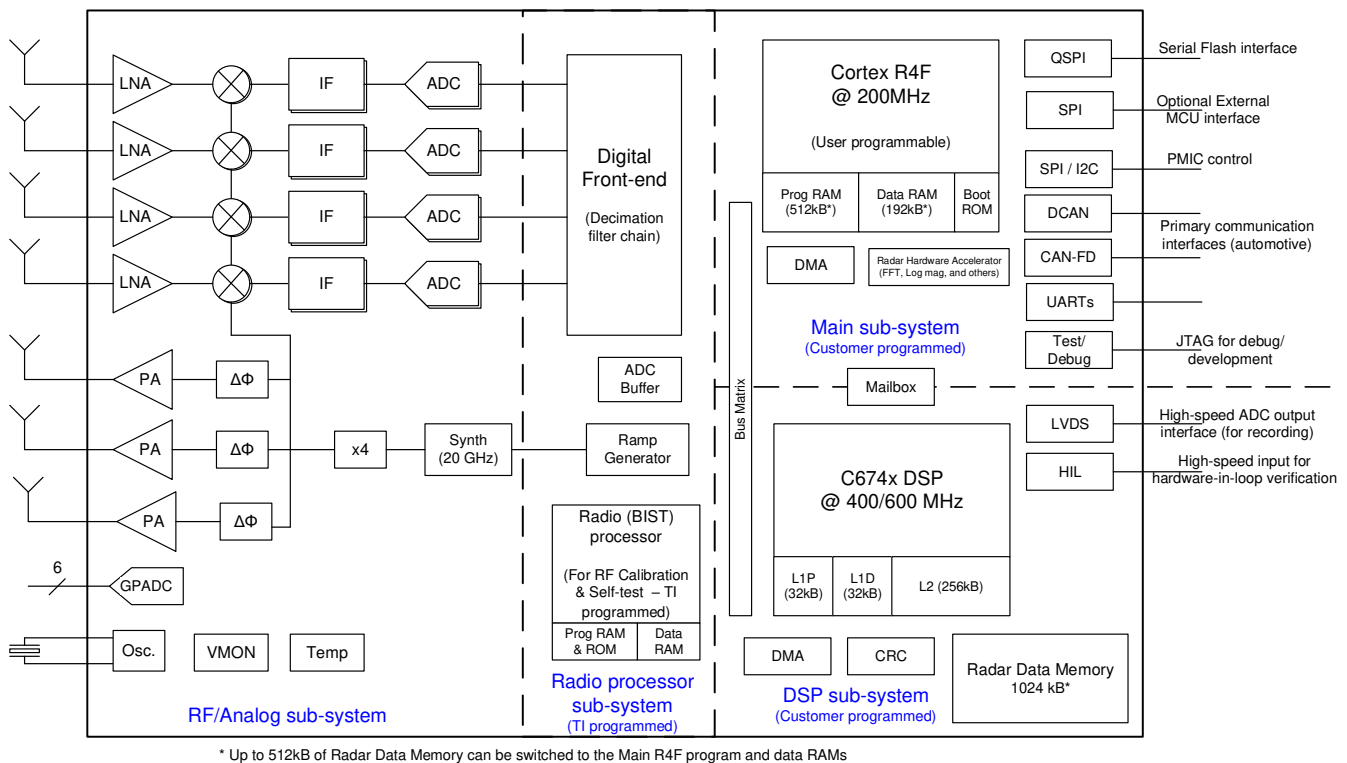 LNA
IF
ADC
LNA
IF
ADC
LNA
IF
ADC
LNA
IF
ADC
Digital
Front-end
(Decimation
filter chain)
PA
ΔΦ
PA
ΔΦ
PA
ΔΦ
x4
Synth
(20 GHz)
ADC
Buffer
Ramp
Generator
6
GPADC
Osc.
VMON
Temp
RF/Analog sub-system
Radio (BIST)
processor
(For RF Calibration
& Self-test – TI
programmed)
Prog RAM
& ROM
Data
RAM
Radio processor
sub-system
(TI programmed)
Bus Matrix
Cortex R4F
@ 200MHz
(User programmable)
Prog RAM
(512kB*)
Data RAM
(192kB*)
Boot
ROM
DMA
Radar Hardware Accelerator
(FFT, Log mag, and others)
Main sub-system
(Customer programmed)
Mailbox
QSPI
Serial Flash interface
SPI
Optional External
MCU interface
SPI / I2C
PMIC control
DCAN
CAN-FD
Primary communication
interfaces (automotive)
UARTs
Test/
Debug
JTAG for debug/
development
LVDS
High-speed ADC output
interface (for recording)
HIL
High-speed input for
hardware-in-loop verification
C674x DSP
@ 400/600 MHz
L1P
(32kB)
L1D
(32kB)
L2 (256kB)
DMA
CRC
Radar Data Memory
1024 kB*
DSP sub-system
(Customer programmed)
* Up to 512kB of Radar Data Memory can be switched to the Main R4F program and data RAMs